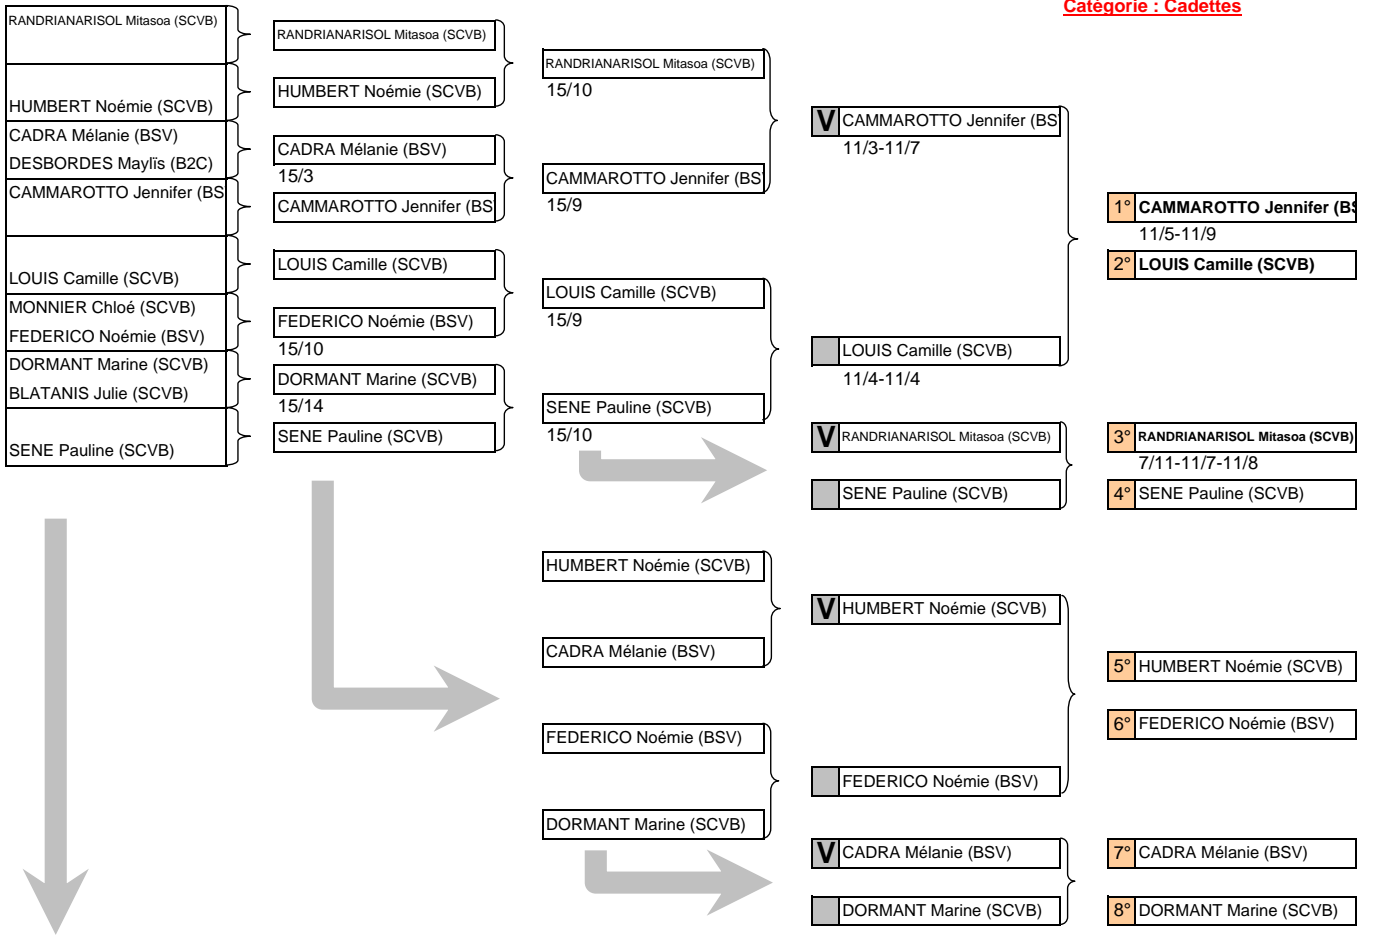 Catégorie : Cadettes
RANDRIANARISOL Mitasoa (SCVB)
HUMBERT Noémie (SCVB)
CADRA Mélanie (BSV)
DESBORDES Maylïs (B2C)
CAMMAROTTO Jennifer (BS
LOUIS Camille (SCVB)
MONNIER Chloé (SCVB)
FEDERICO Noémie (BSV)
DORMANT Marine (SCVB)
BLATANIS Julie (SCVB)
SENE Pauline (SCVB)
RANDRIANARISOL Mitasoa (SCVB)
HUMBERT Noémie (SCVB)
CADRA Mélanie (BSV)
15/3
CAMMAROTTO Jennifer (BS
LOUIS Camille (SCVB)
FEDERICO Noémie (BSV)
15/10
DORMANT Marine (SCVB)
15/14
SENE Pauline (SCVB)
RANDRIANARISOL Mitasoa (SCVB)
15/10
CAMMAROTTO Jennifer (BS
15/9
LOUIS Camille (SCVB)
15/9
SENE Pauline (SCVB)
15/10
V CAMMAROTTO Jennifer (BS
11/3-11/7
LOUIS Camille (SCVB)
11/4-11/4
V RANDRIANARISOL Mitasoa (SCVB)
SENE Pauline (SCVB)
1° CAMMAROTTO Jennifer (BS
11/5-11/9
2° LOUIS Camille (SCVB)
3° RANDRIANARISOL Mitasoa (SCVB)
7/11-11/7-11/8
4° SENE Pauline (SCVB)
HUMBERT Noémie (SCVB)
CADRA Mélanie (BSV)
FEDERICO Noémie (BSV)
DORMANT Marine (SCVB)
V HUMBERT Noémie (SCVB)
FEDERICO Noémie (BSV)
V CADRA Mélanie (BSV)
DORMANT Marine (SCVB)
5° HUMBERT Noémie (SCVB)
6° FEDERICO Noémie (BSV)
7° CADRA Mélanie (BSV)
8° DORMANT Marine (SCVB)